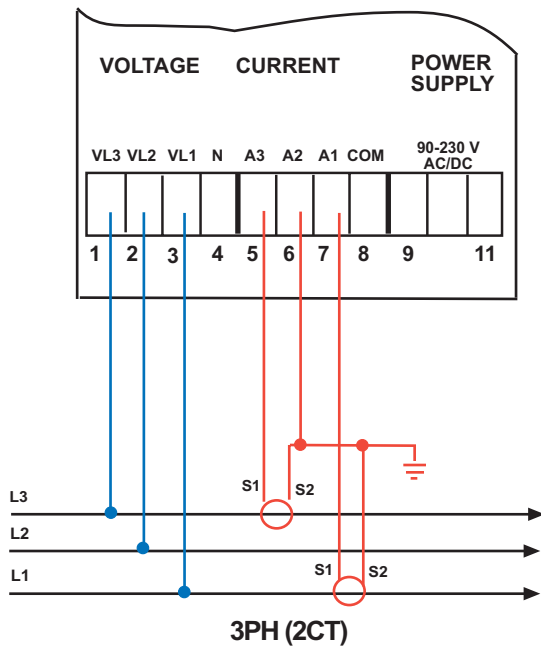 VOLTAGE CURRENT POWER
SUPPLY
VL3 VL2 VL1 N A3 A2 A1 COM 90-230 V
AC/DC
1 2 3 4 5 6 7 8 9 11
S1 S2
L3
L2
L1 S1 S2
3PH (2CT)